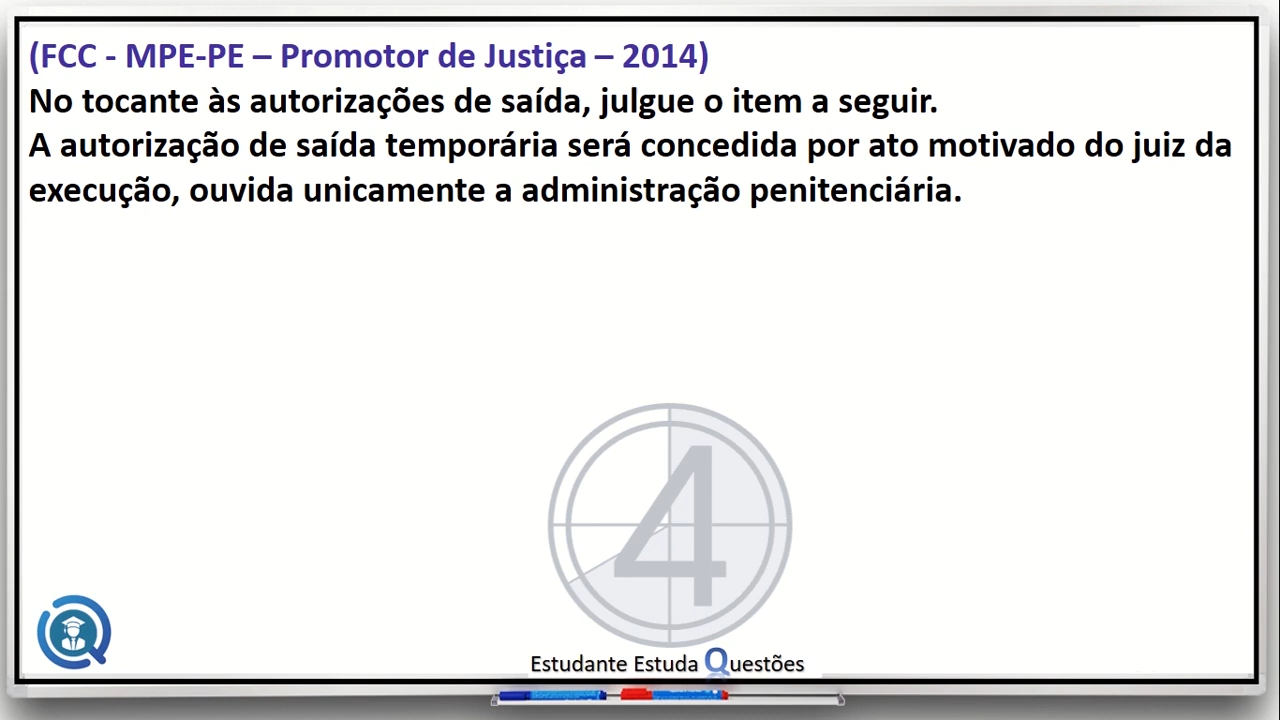 (FCC - MPE-PE – Promotor de Justiça – 2014)
No tocante às autorizações de saída, julgue o item a seguir.
A autorização de saída temporária será concedida por ato motivado do juiz da
execução, ouvida unicamente a administração penitenciária.
4
Estudante Estuda Questões